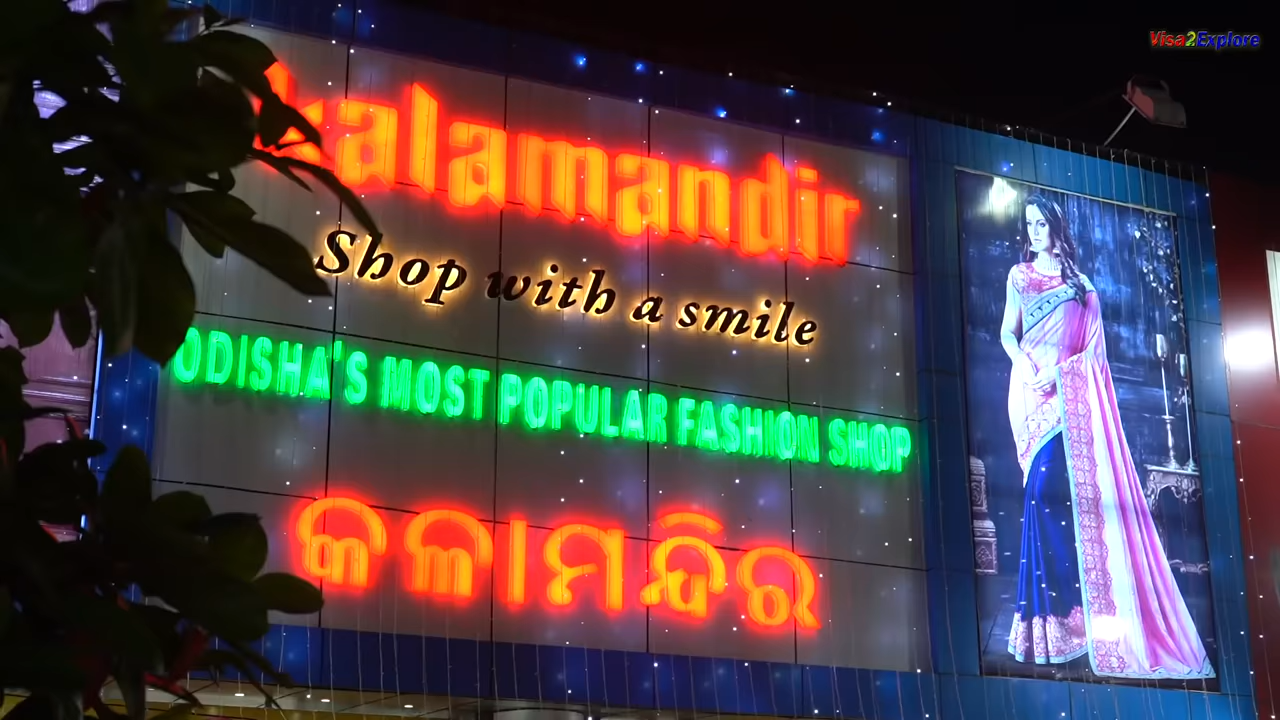 Visa2Explore
kalamandir
Shop with a smile
ODISHA'S MOST POPULAR FASHION SHOP
କଳାମନ୍ଦିର